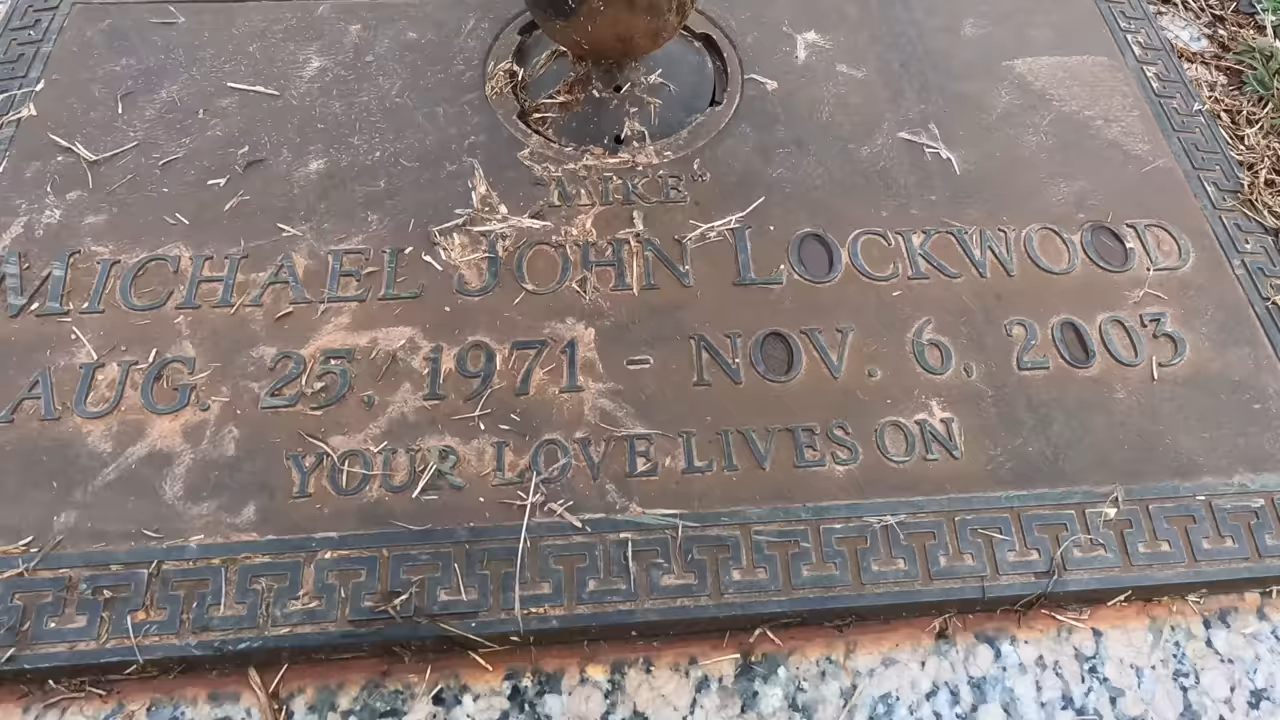 "MIKE"
MICHAEL JOHN LOCKWOOD
AUG. 25, 1971 - NOV. 6, 2003
YOUR LOVE LIVES ON